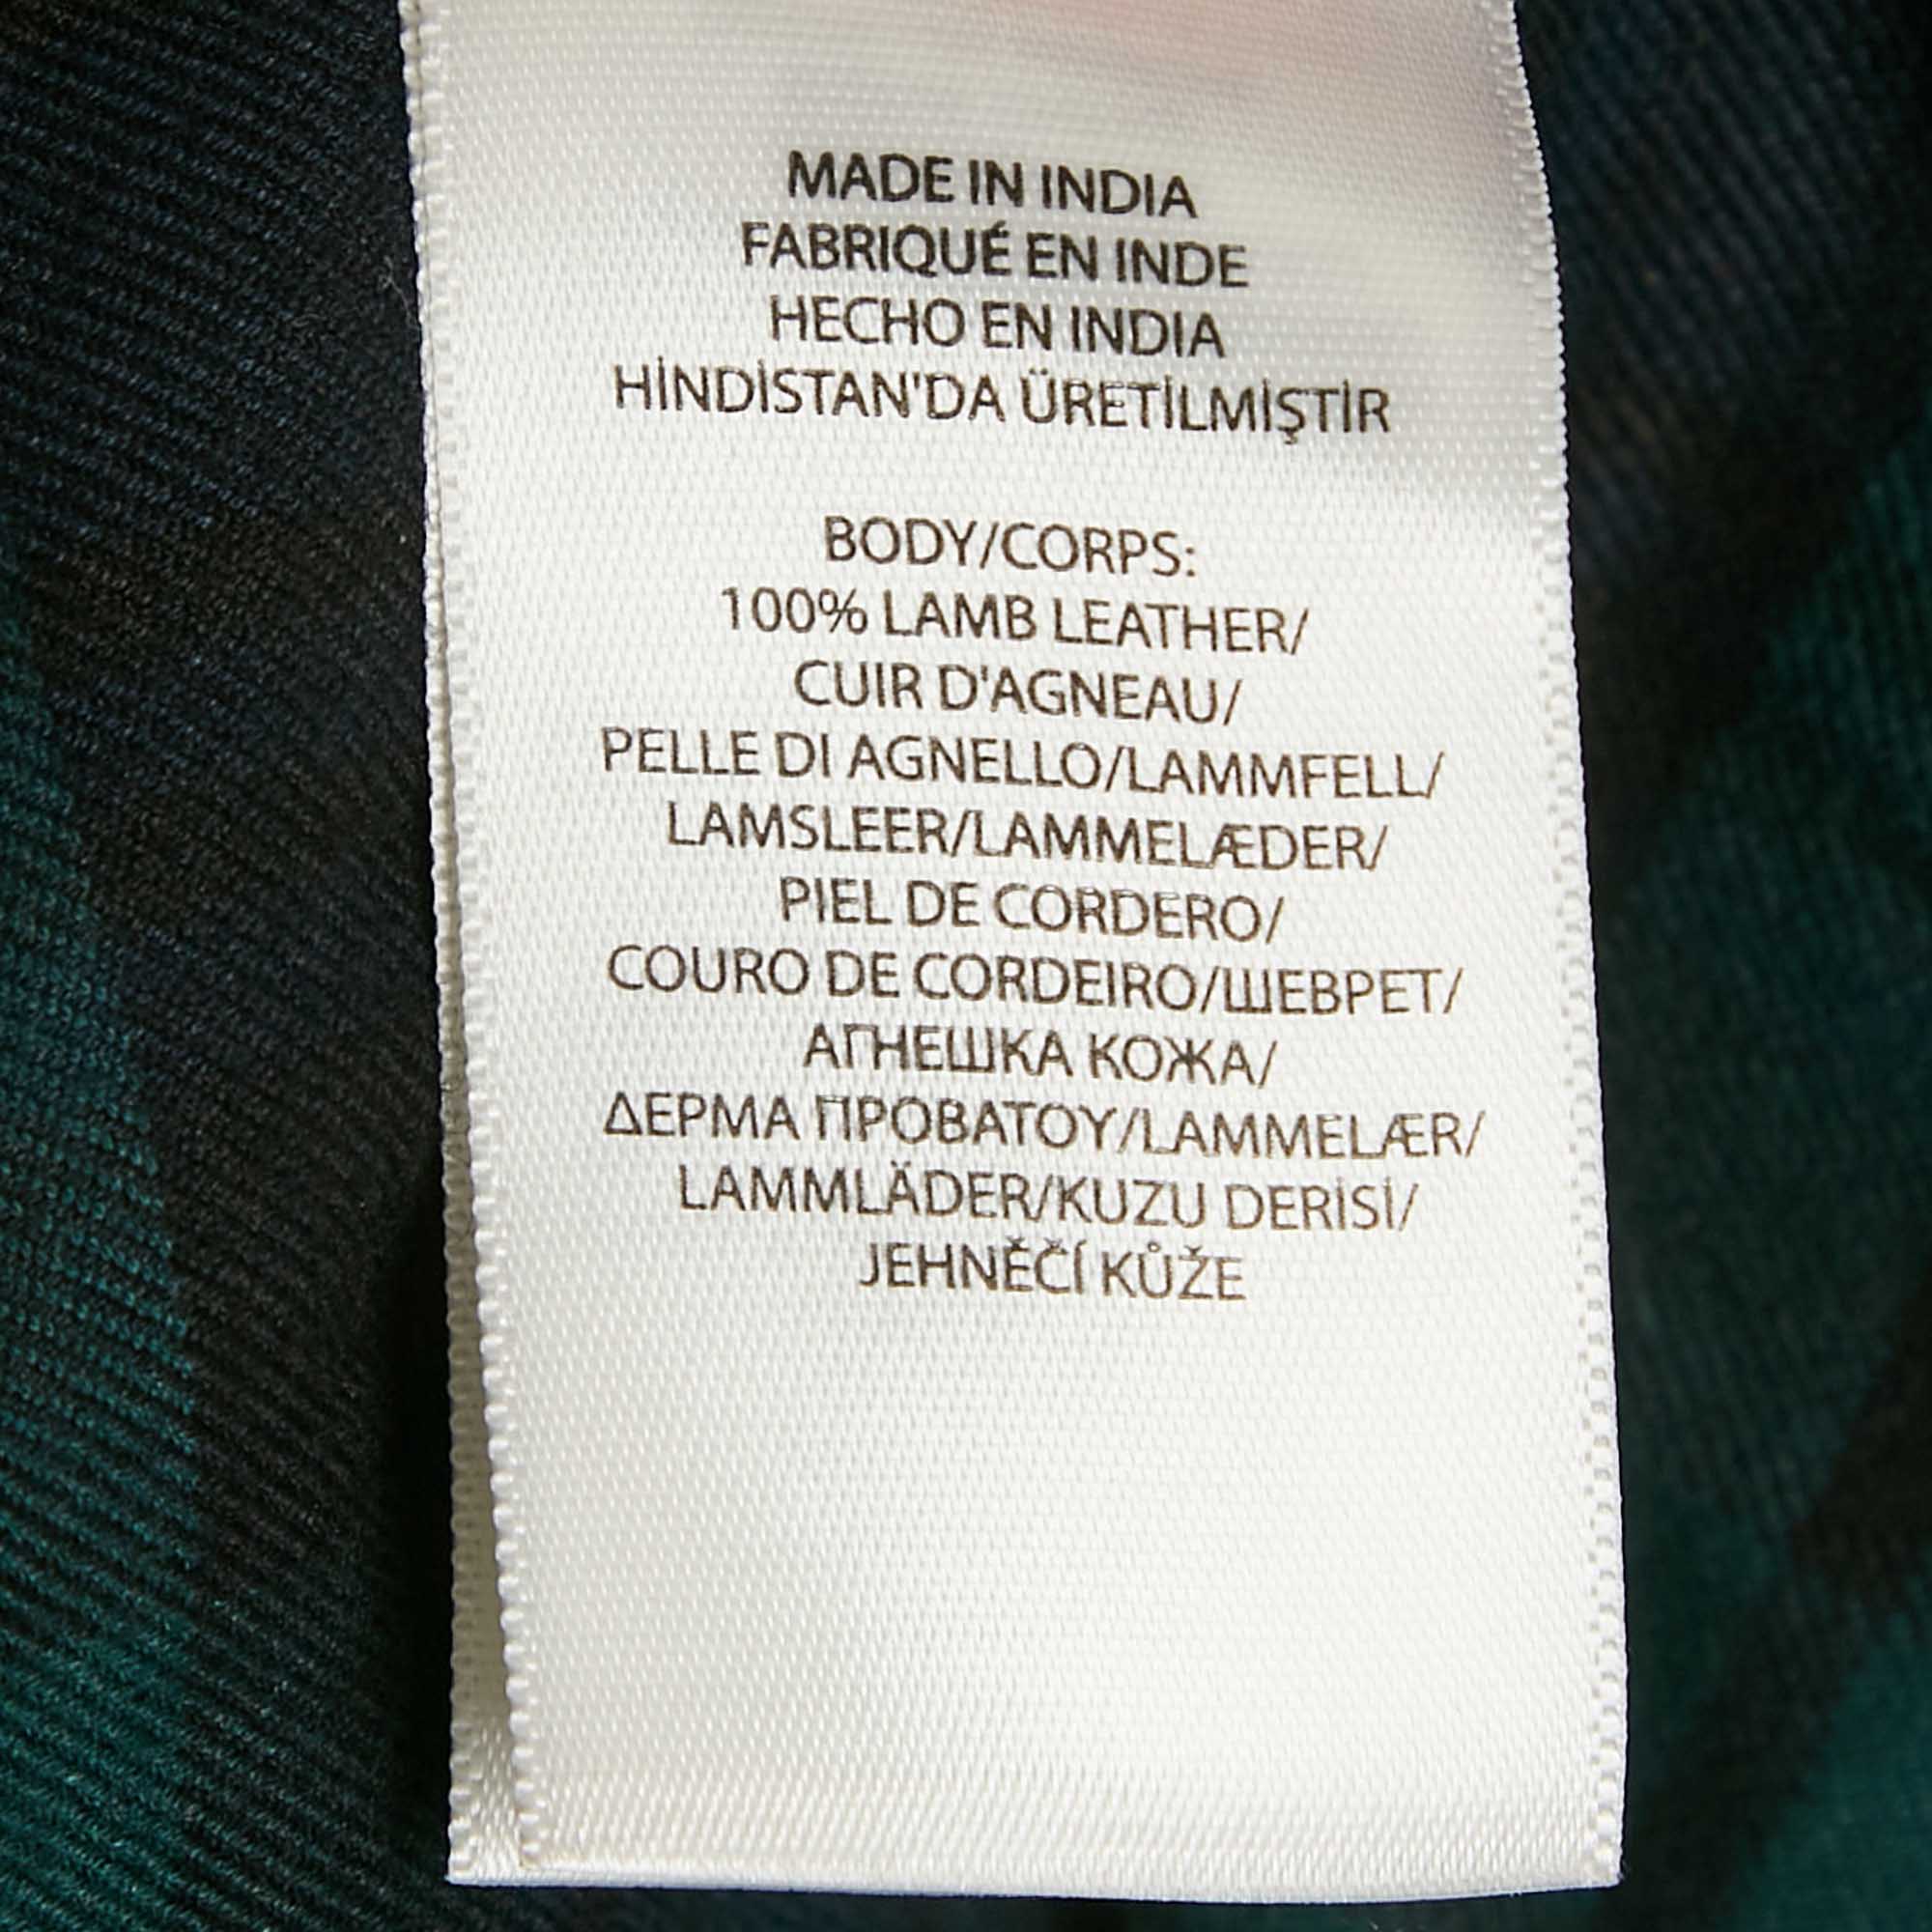 MADE IN INDIA
FABRIQUÉ EN INDE
HECHO EN INDIA
HİNDİSTAN'DA ÜRETİLMİŞTİR
BODY/CORPS:
100% LAMB LEATHER/
CUIR D'AGNEAU/
PELLE DI AGNELLO/LAMMFELL/
LAMSLEER/LAMMELÆDER/
PIEL DE CORDERO/
COURO DE CORDEIRO/ШЕВРЕТ/
АГНЕШКА КОЖА/
ΔΕΡΜΑ ΠΡΟΒΑΤΟΥ/LAMMELÆR/
LAMMLÄDER/KUZU DERİSİ/
JEHNĚČÍ KŮŽE